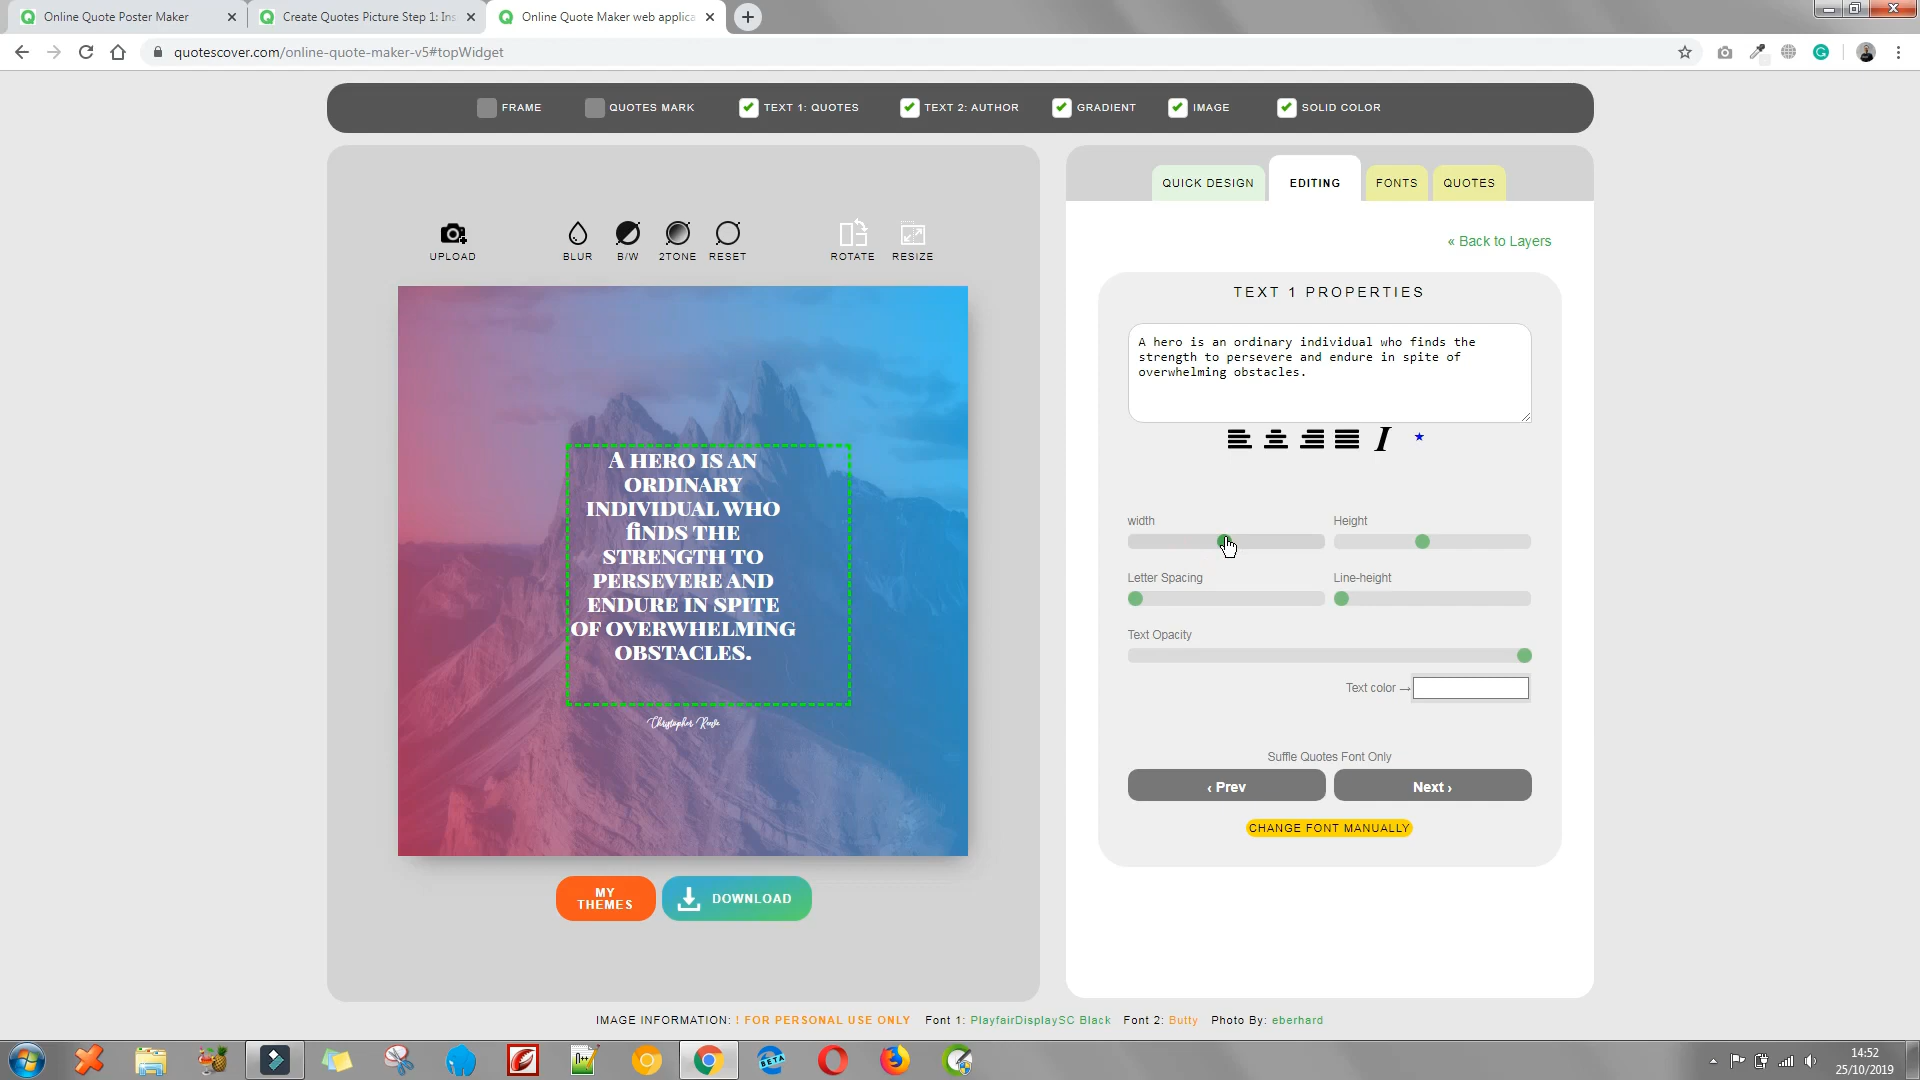 Online Quote Poster Maker
Create Quotes Picture Step 1: Ins
Online Quote Maker web applica
quotescover.com/online-quote-maker-v5#topWidget
FRAME
QUOTES MARK
TEXT 1: QUOTES
TEXT 2: AUTHOR
GRADIENT
IMAGE
SOLID COLOR
UPLOAD
BLUR
B/W
2TONE
RESET
ROTATE
RESIZE
A HERO IS AN
ORDINARY
INDIVIDUAL WHO
fiNDS THE
STRENGTH TO
PERSEVERE AND
ENDURE IN SPITE
OF OVERWHELMING
OBSTACLES.
Christopher Reeve
MY
THEMES
DOWNLOAD
QUICK DESIGN
EDITING
FONTS
QUOTES
« Back to Layers
TEXT 1 PROPERTIES
A hero is an ordinary individual who finds the
strength to persevere and endure in spite of
overwhelming obstacles.
I
width
Height
Letter Spacing
Line-height
Text Opacity
Text color →
Suffle Quotes Font Only
‹ Prev
Next ›
CHANGE FONT MANUALLY
IMAGE INFORMATION: ! FOR PERSONAL USE ONLY Font 1: PlayfairDisplaySC Black Font 2: Butty Photo By: eberhard
BETA
14:52
25/10/2019